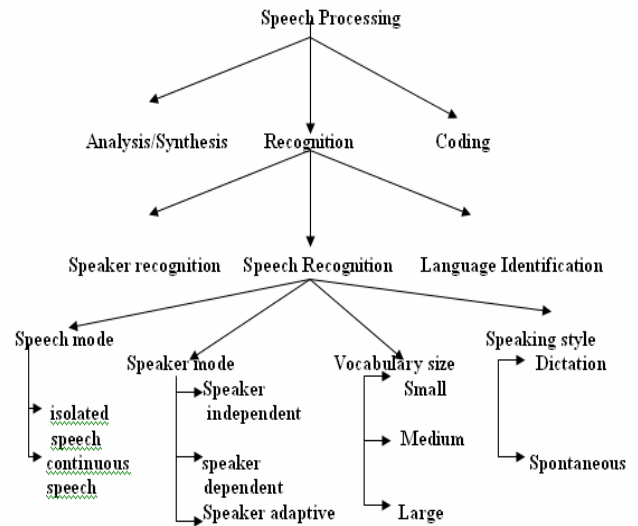 Speech Processing
Analysis/Synthesis Recognition Coding
Speaker recognition Speech Recognition Language Identification
Speech mode
isolated
speech
continuous
speech
Speaker mode
Speaker
independent
speaker
dependent
Speaker adaptive
Vocabulary size
Small
Medium
Large
Speaking style
Dictation
Spontaneous